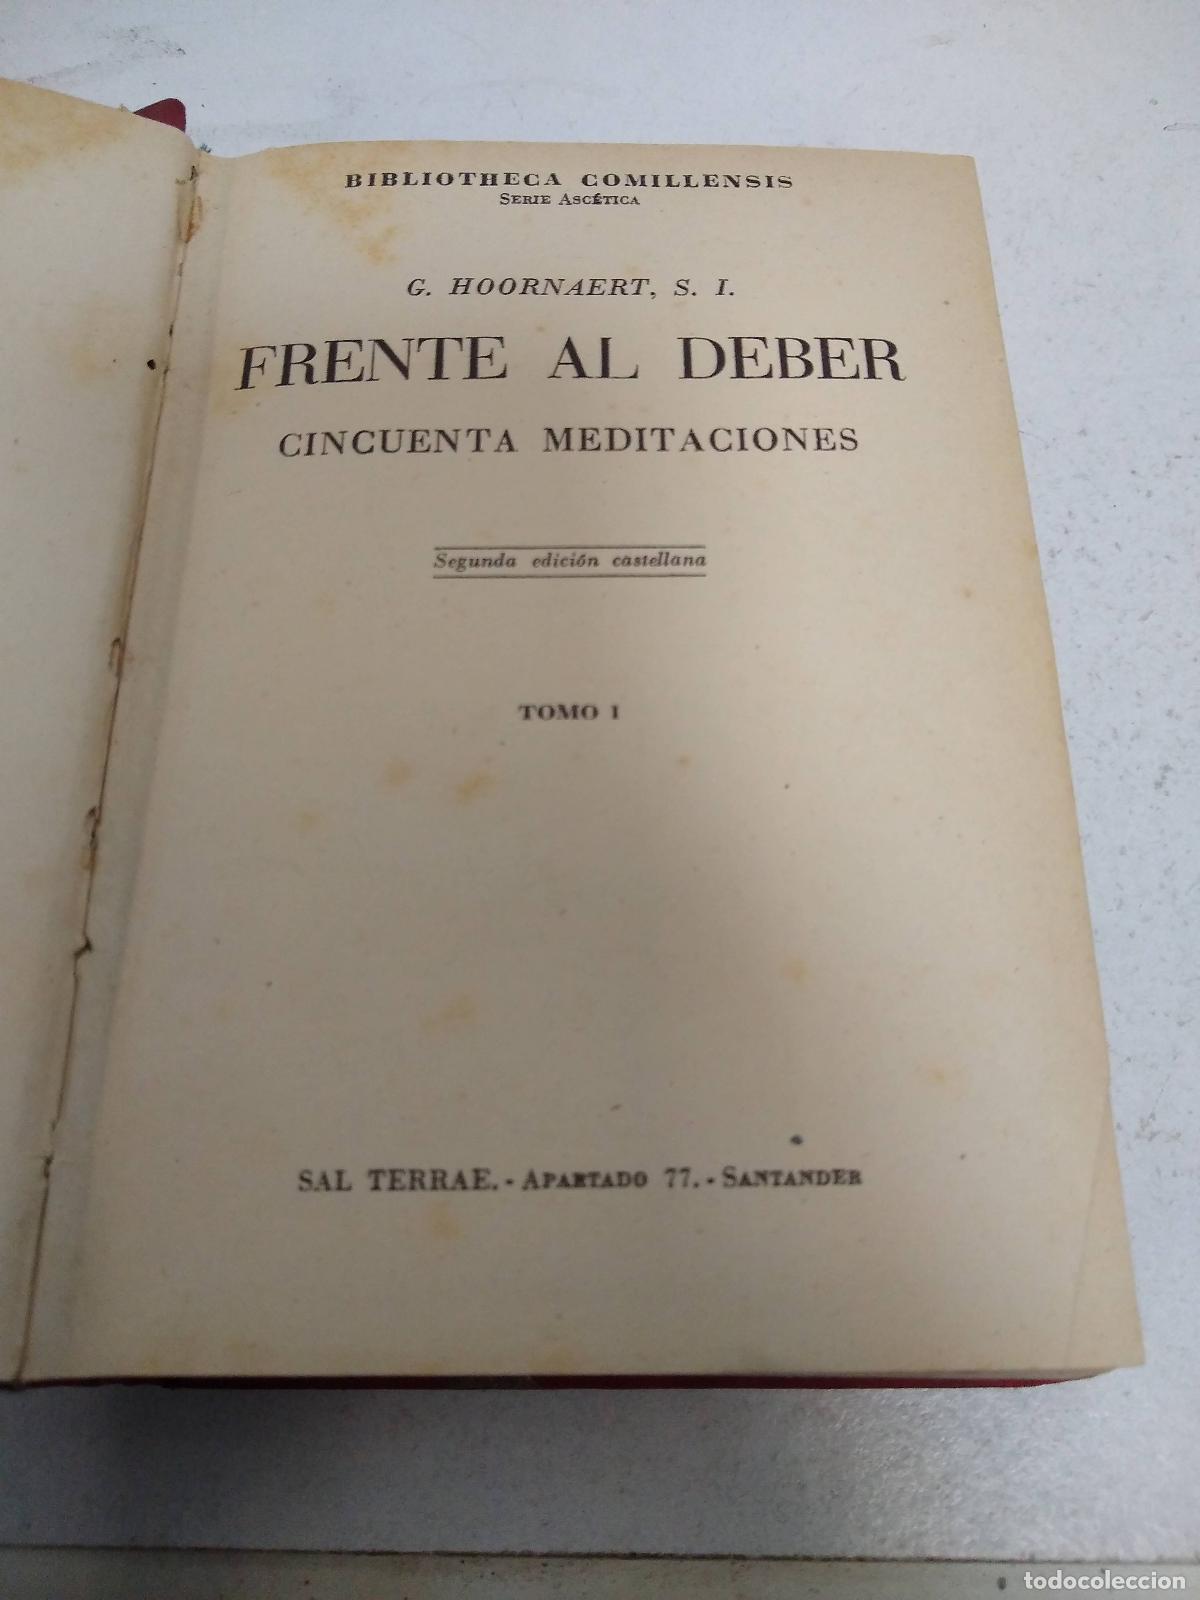 BIBLIOTHECA COMILLENSIS
SERIE ASCÉTICA
G. HOORNAERT, S. I.
FRENTE AL DEBER
CINCUENTA MEDITACIONES
Segunda edición castellana
TOMO I
SAL TERRAE.-APARTADO 77.-SANTANDER
todocoleccion